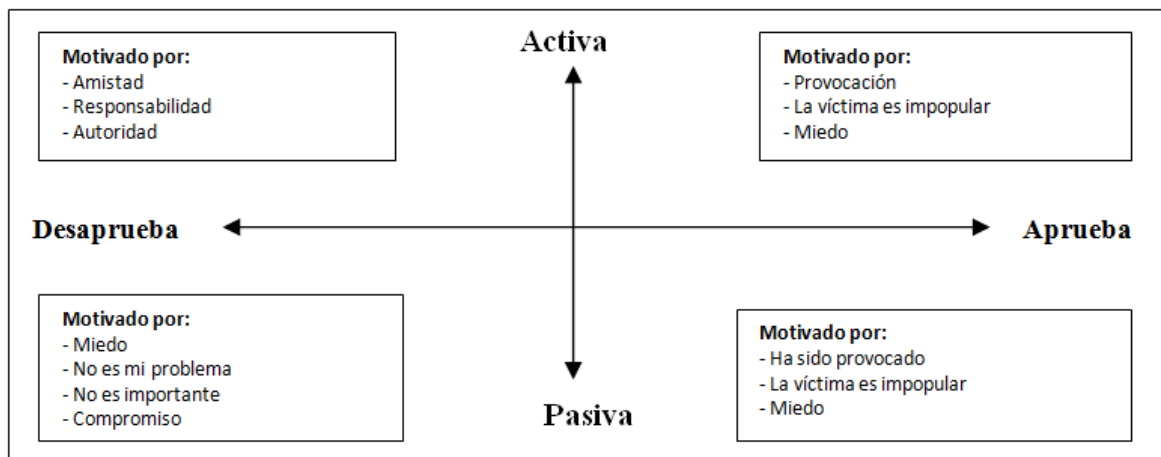 Activa
Motivado por:
- Amistad
- Responsabilidad
- Autoridad
Motivado por:
- Provocación
- La víctima es impopular
- Miedo
Desaprueba
Aprueba
Motivado por:
- Miedo
- No es mi problema
- No es importante
- Compromiso
Motivado por:
- Ha sido provocado
- La víctima es impopular
- Miedo
Pasiva